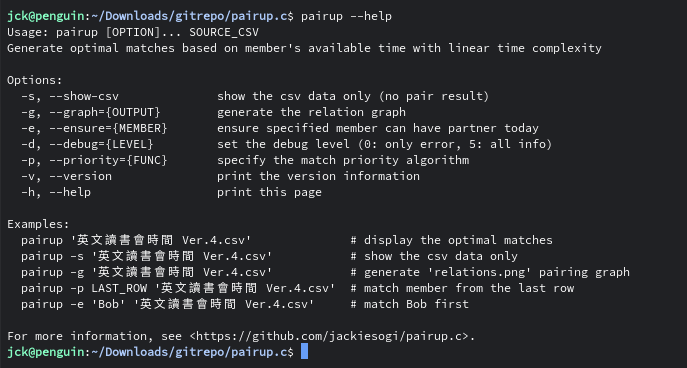 jck@penguin:~/Downloads/gitrepo/pairup.c$ pairup --help
Usage: pairup [OPTION]... SOURCE_CSV
Generate optimal matches based on member's available time with linear time complexity

Options:
  -s, --show-csv             show the csv data only (no pair result)
  -g, --graph={OUTPUT}       generate the relation graph
  -e, --ensure={MEMBER}      ensure specified member can have partner today
  -d, --debug={LEVEL}        set the debug level (0: only error, 5: all info)
  -p, --priority={FUNC}      specify the match priority algorithm
  -v, --version              print the version information
  -h, --help                 print this page

Examples:
  pairup '英文讀書會時間 Ver.4.csv'              # display the optimal matches
  pairup -s '英文讀書會時間 Ver.4.csv'           # show the csv data only
  pairup -g '英文讀書會時間 Ver.4.csv'           # generate 'relations.png' pairing graph
  pairup -p LAST_ROW '英文讀書會時間 Ver.4.csv'  # match member from the last row
  pairup -e 'Bob' '英文讀書會時間 Ver.4.csv'     # match Bob first

For more information, see <https://github.com/jackiesogi/pairup.c>.
jck@penguin:~/Downloads/gitrepo/pairup.c$